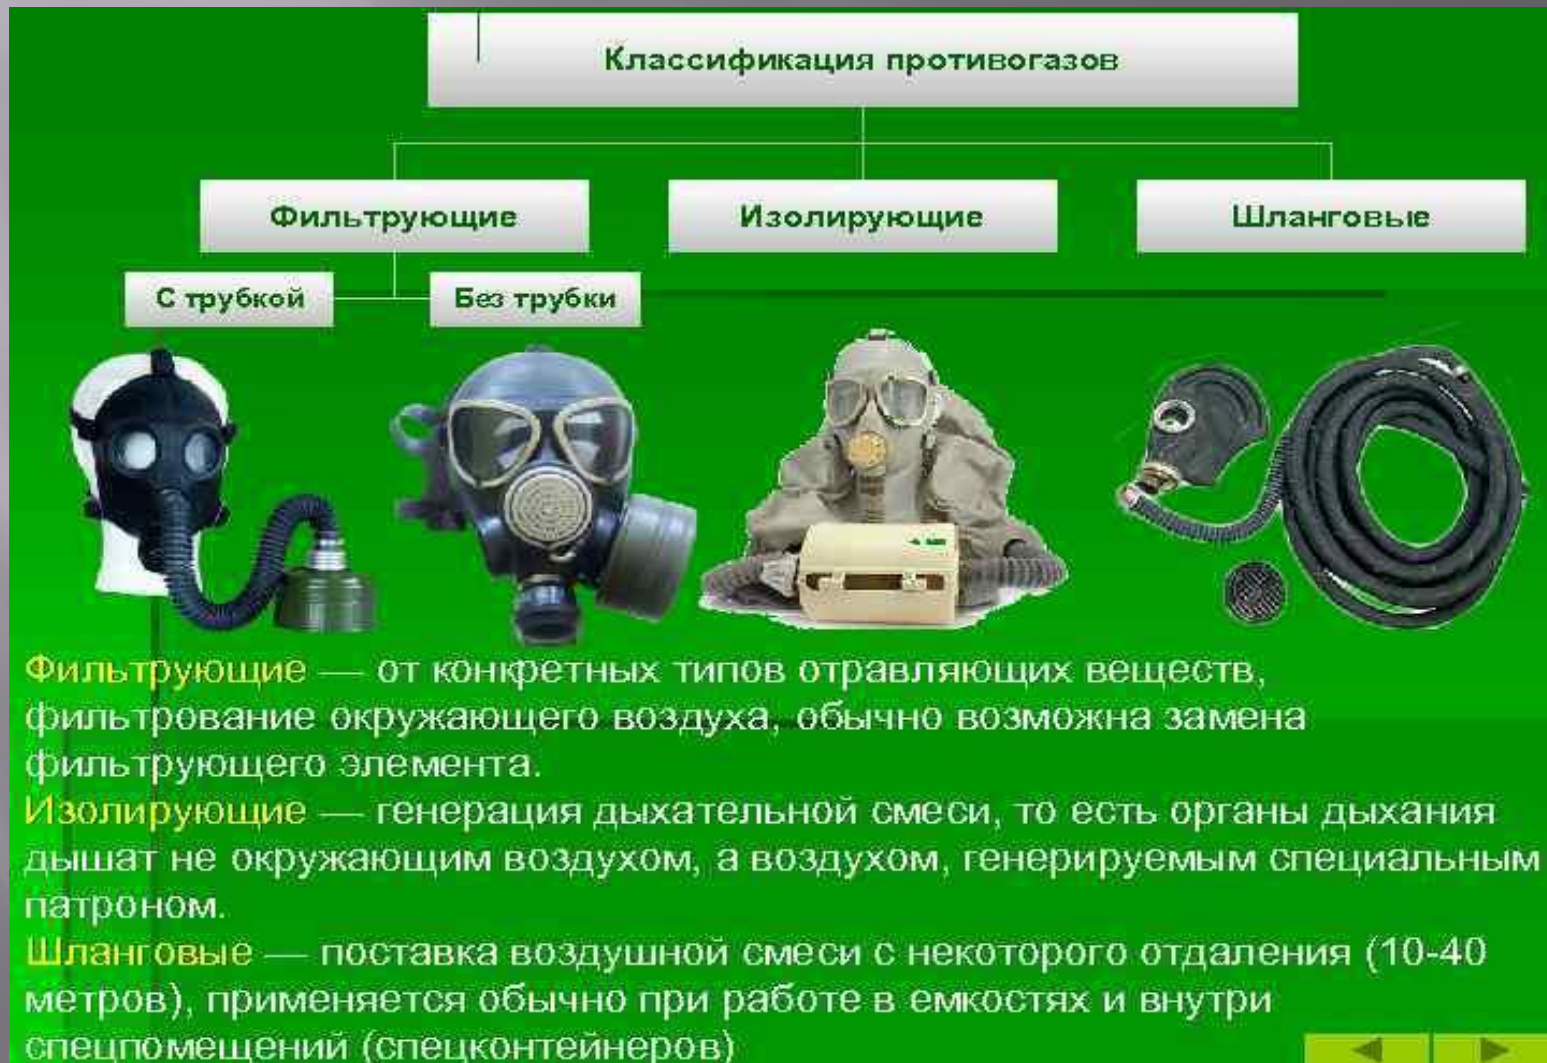 Классификация противогазов
Фильтрующие
Изолирующие
Шланговые
С трубкой
Без трубки
Фильтрующие — от конкретных типов отравляющих веществ,
фильтрование окружающего воздуха, обычно возможна замена
фильтрующего элемента.
Изолирующие — генерация дыхательной смеси, то есть органы дыхания
дышат не окружающим воздухом, а воздухом, генерируемым специальным
патроном.
Шланговые — поставка воздушной смеси с некоторого отдаления (10-40
метров), применяется обычно при работе в емкостях и внутри
спецпомещений (спецконтейнеров)